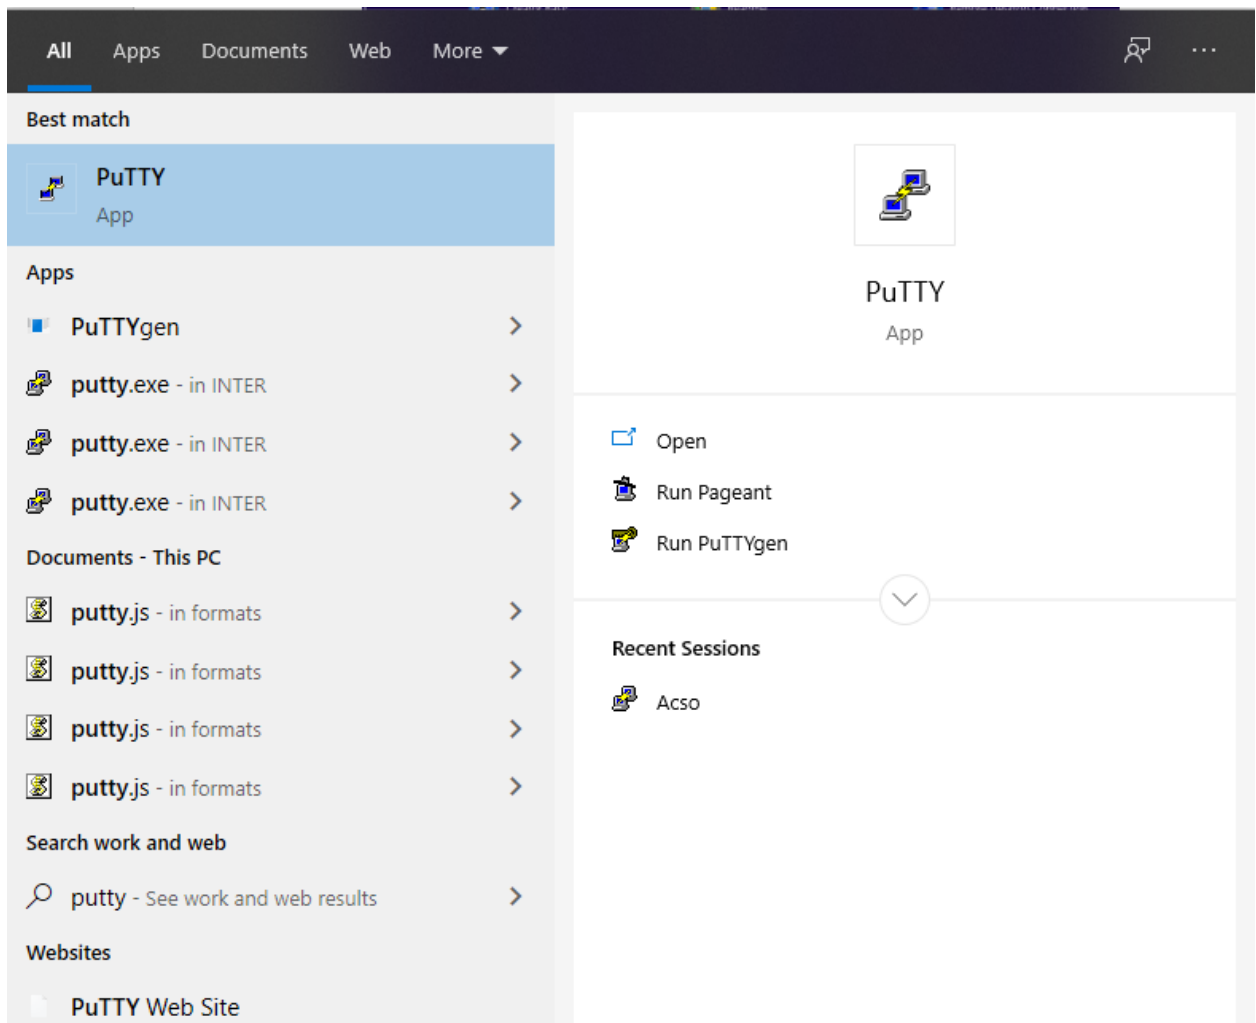 All Apps Documents Web More
Best match
PuTTY
App
Apps
PuTTYgen
putty.exe - in INTER
putty.exe - in INTER
putty.exe - in INTER
Documents - This PC
putty.js - in formats
putty.js - in formats
putty.js - in formats
putty.js - in formats
Search work and web
putty - See work and web results
Websites
PuTTY Web Site
PuTTY
App
Open
Run Pageant
Run PuTTYgen
Recent Sessions
Acso